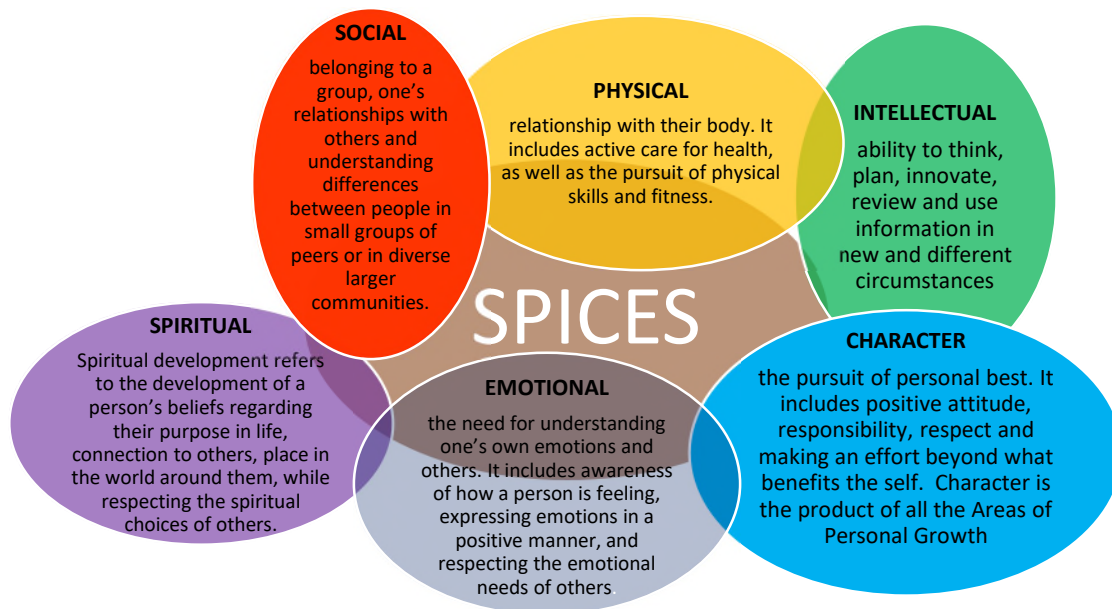 SOCIAL
belonging to a
group, one's
relationships with
others and
understanding
differences
between people in
small groups of
peers or in diverse
larger
communities.
PHYSICAL
relationship with their body. It
includes active care for health,
as well as the pursuit of physical
skills and fitness.
INTELLECTUAL
ability to think,
plan, innovate,
review and use
information in
new and different
circumstances
SPICES
SPIRITUAL
Spiritual development refers
to the development of a
person's beliefs regarding
their purpose in life,
connection to others, place in
the world around them, while
respecting the spiritual
choices of others.
EMOTIONAL
the need for understanding
one's own emotions and
others. It includes awareness
of how a person is feeling,
expressing emotions in a
positive manner, and
respecting the emotional
needs of others.
CHARACTER
the pursuit of personal best. It
includes positive attitude,
responsibility, respect and
making an effort beyond what
benefits the self. Character is
the product of all the Areas of
Personal Growth